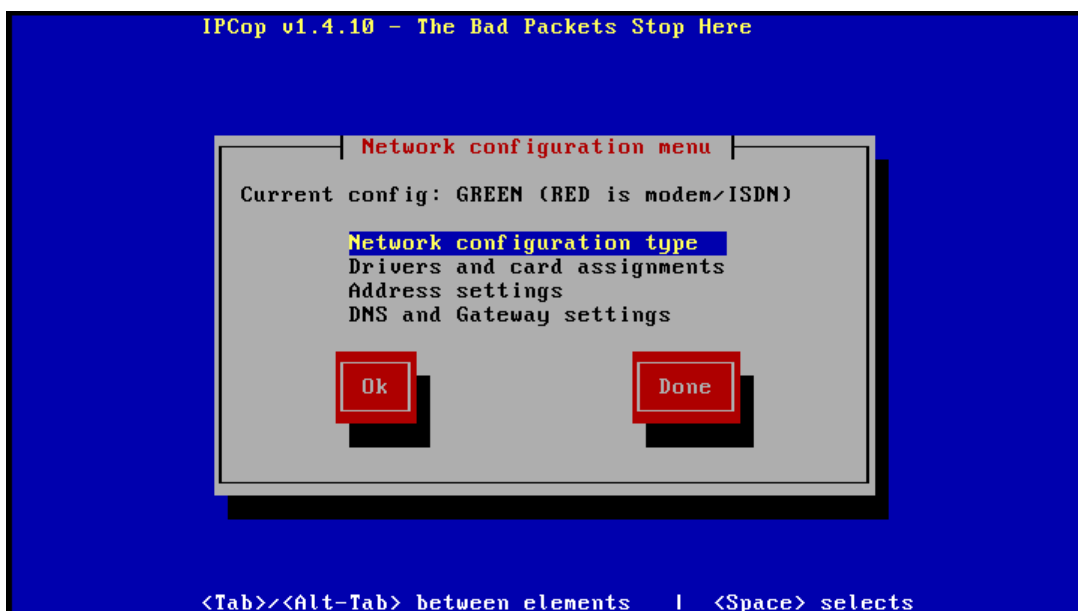 IPCop v1.4.10 - The Bad Packets Stop Here
Network configuration menu
Current config: GREEN (RED is modem/ISDN)
Network configuration type
Drivers and card assignments
Address settings
DNS and Gateway settings
Ok Done
<Tab>/<Alt-Tab> between elements | <Space> selects